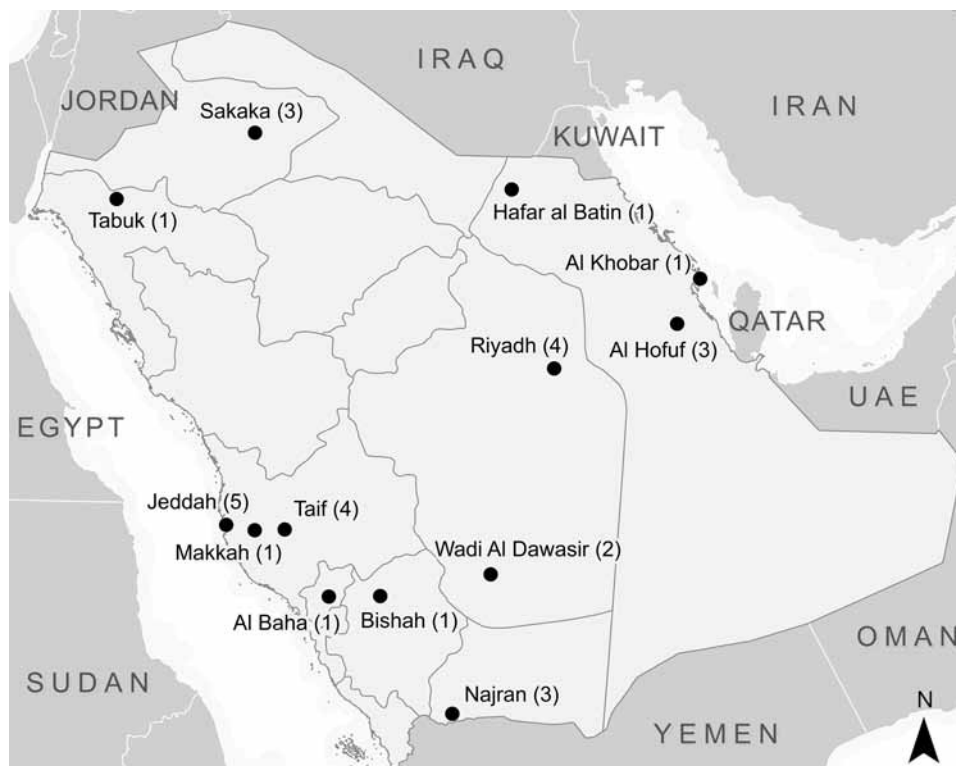 IRAQ
IRAN
JORDAN
Sakaka (3)
KUWAIT
Tabuk (1)
Hafar al Batin (1)
Al Khobar (1)
QATAR
Riyadh (4)
Al Hofuf (3)
UAE
EGYPT
Jeddah (5)
Taif (4)
Makkah (1)
Wadi Al Dawasir (2)
Al Baha (1)
Bishah (1)
OMAN
SUDAN
Najran (3)
N
YEMEN